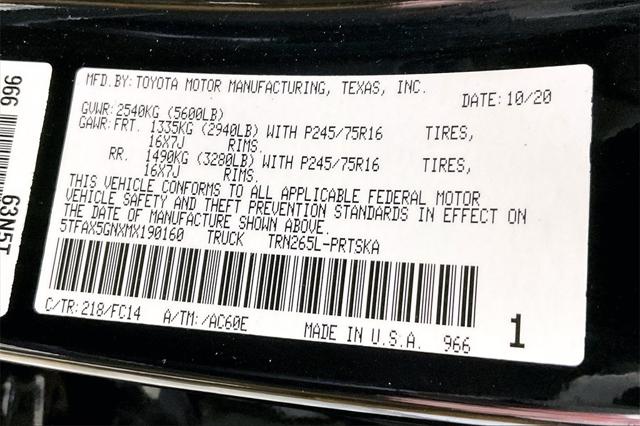 MFD.BY:TOYOTA MOTOR MANUFACTURING, TEXAS, INC.
DATE:10/20
GVWR:2540KG (5600LB)
GAWR:FRT. 1335KG (2940LB) WITH P245/75R16 TIRES,
16X7J RIMS.
RR. 1490KG (3280LB) WITH P245/75R16 TIRES,
16X7J RIMS.
THIS VEHICLE CONFORMS TO ALL APPLICABLE FEDERAL MOTOR
VEHICLE SAFETY AND THEFT PREVENTION STANDARDS IN EFFECT ON
THE DATE OF MANUFACTURE SHOWN ABOVE.
5TFAX5GNXMX190160 TRUCK TRN265L-PRTSKA
C/TR:218/FC14 A/TM:/AC60E MADE IN U.S.A. 966
1
966
63N5T